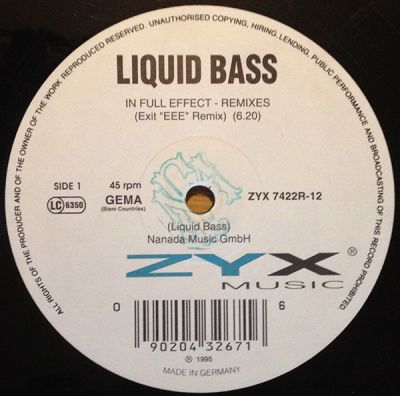 ALL RIGHTS OF THE PRODUCER AND OF THE OWNER OF THE WORK REPRODUCED RESERVED. UNAUTHORISED COPYING, HIRING, LENDING, PUBLIC PERFORMANCE AND BROADCASTING OF THIS RECORD PROHIBITED
LIQUID BASS
IN FULL EFFECT - REMIXES
(Exit "EEE" Remix) (6.20)
SIDE 1
45 rpm
LC 6350
GEMA
(Biem Countries)
ZYX 7422R-12
(Liquid Bass)
Nanada Music GmbH
ZYX ®
MUSIC
0 6
90204 32671
℗ 1995
MADE IN GERMANY